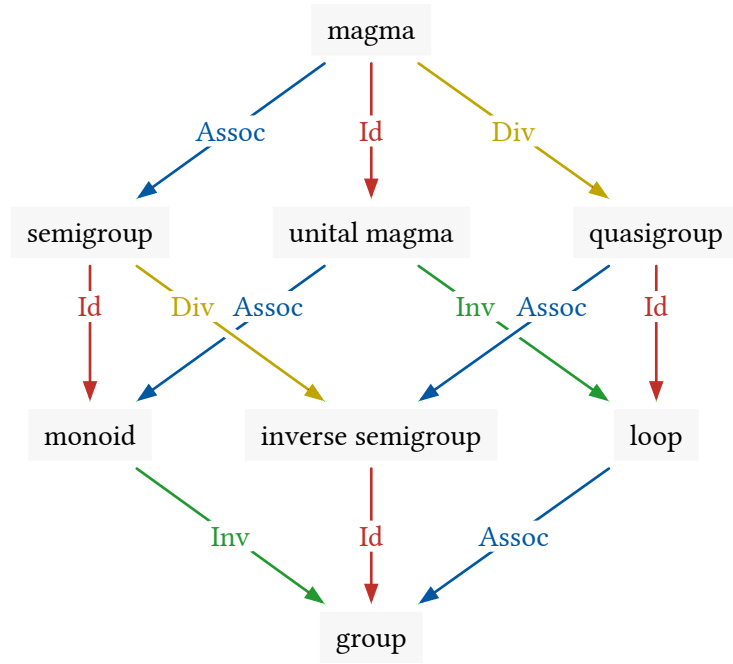 magma
Assoc
Id
Div
semigroup
unital magma
quasigroup
Id
Div
Assoc
Inv
Assoc
Id
monoid
inverse semigroup
loop
Inv
Id
Assoc
group